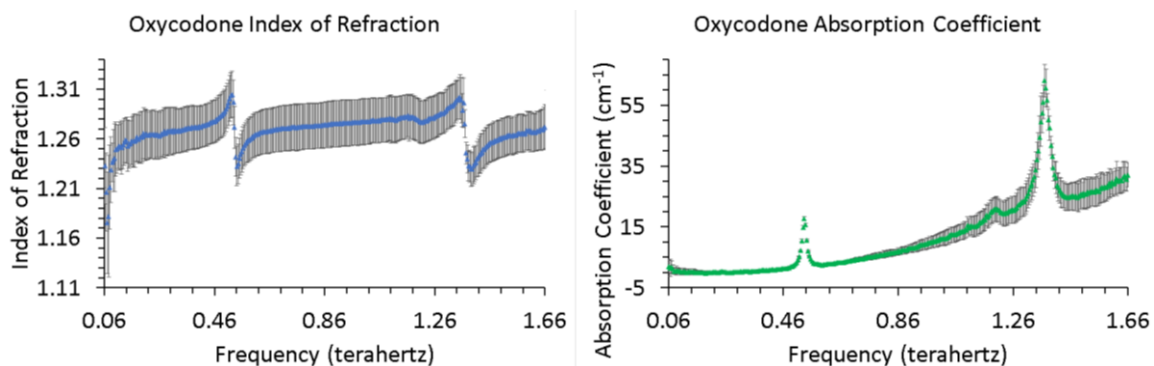 Oxycodone Index of Refraction
Index of Refraction
1.31
1.26
1.21
1.16
1.11
0.06 0.46 0.86 1.26 1.66
Frequency (terahertz)
Oxycodone Absorption Coefficient
Absorption Coefficient (cm⁻¹)
55
35
15
-5
0.06 0.46 0.86 1.26 1.66
Frequency (terahertz)